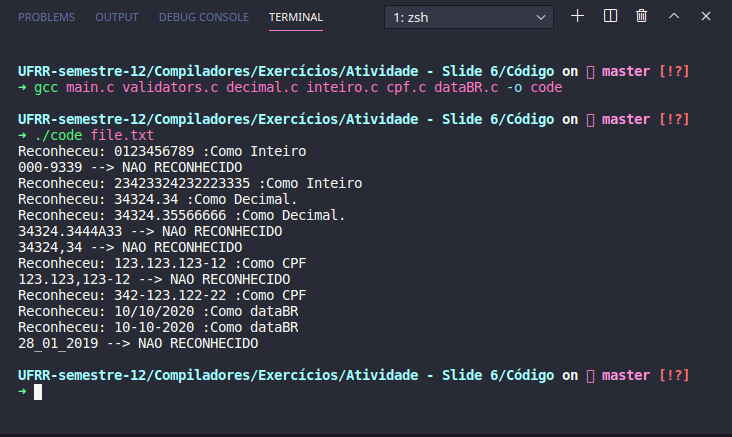 PROBLEMS OUTPUT DEBUG CONSOLE TERMINAL 1: zsh
UFRR-semestre-12/Compiladores/Exercícios/Atividade - Slide 6/Código on master [!?]
→ gcc main.c validators.c decimal.c inteiro.c cpf.c dataBR.c -o code
UFRR-semestre-12/Compiladores/Exercícios/Atividade - Slide 6/Código on master [!?]
→ ./code file.txt
Reconheceu: 0123456789 :Como Inteiro
000-9339 --> NAO RECONHECIDO
Reconheceu: 23423324232223335 :Como Inteiro
Reconheceu: 34324.34 :Como Decimal.
Reconheceu: 34324.35566666 :Como Decimal.
34324.3444A33 --> NAO RECONHECIDO
34324,34 --> NAO RECONHECIDO
Reconheceu: 123.123.123-12 :Como CPF
123.123,123-12 --> NAO RECONHECIDO
Reconheceu: 342-123.122-22 :Como CPF
Reconheceu: 10/10/2020 :Como dataBR
Reconheceu: 10-10-2020 :Como dataBR
28_01_2019 --> NAO RECONHECIDO
UFRR-semestre-12/Compiladores/Exercícios/Atividade - Slide 6/Código on master [!?]
→